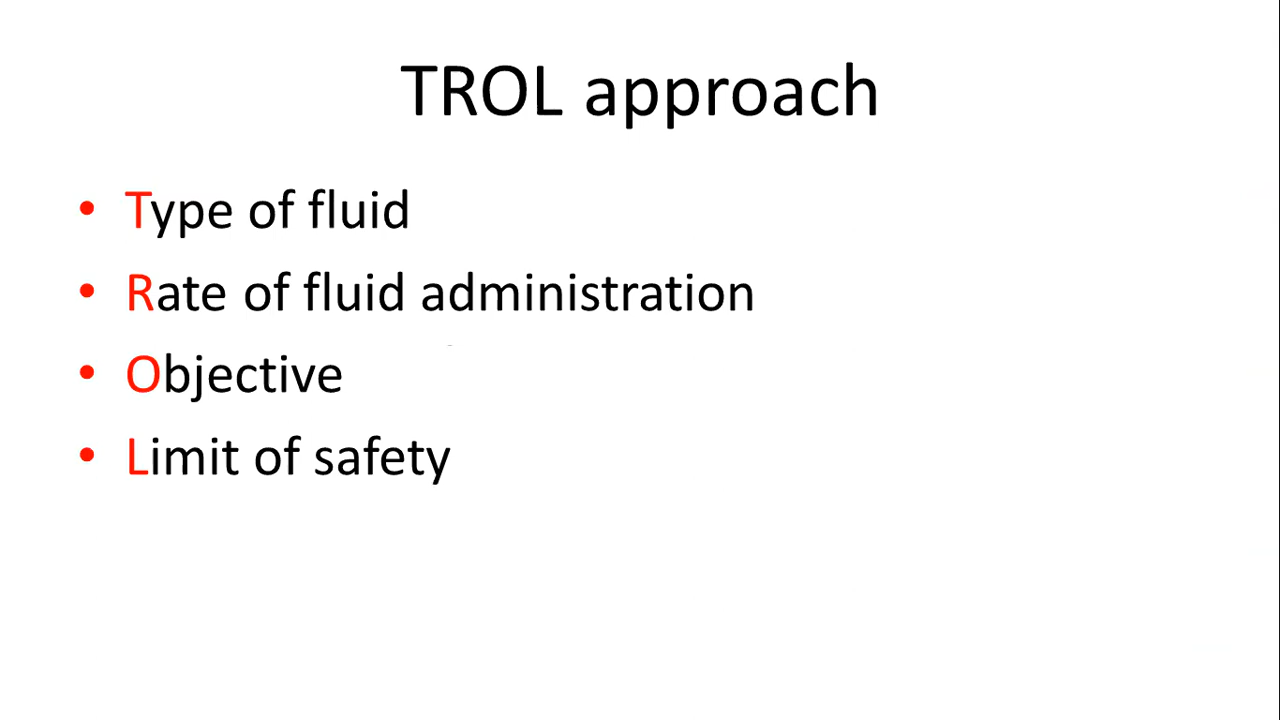 TROL approach
• Type of fluid
• Rate of fluid administration
• Objective
• Limit of safety